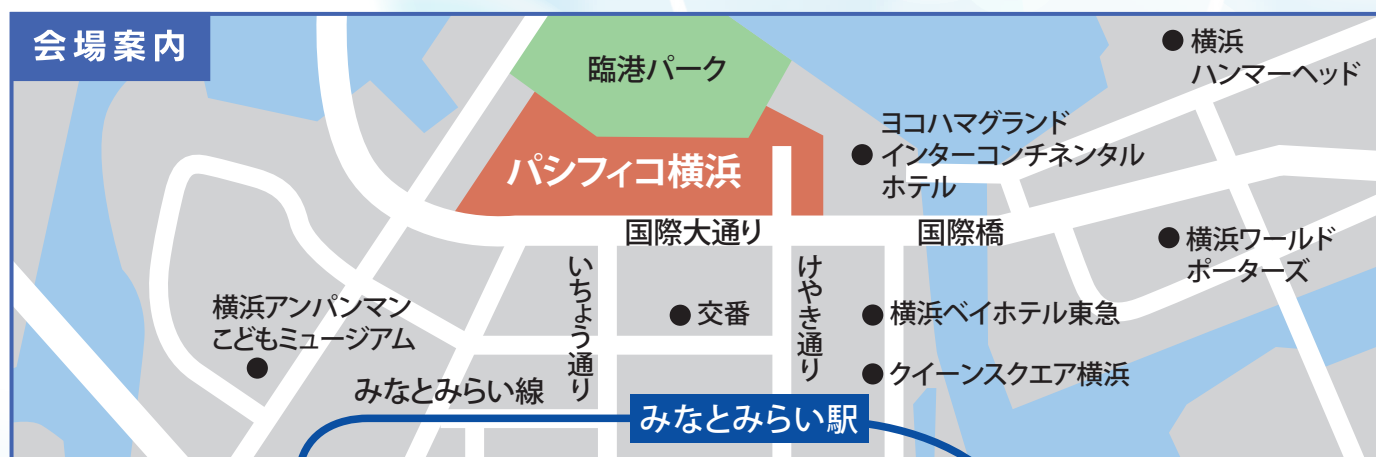 会場案内
臨港パーク
横浜
ハンマーヘッド
ヨコハマグランド
インターコンチネンタル
ホテル
パシフィコ横浜
国際大通り
国際橋
横浜ワールド
ポーターズ
いちょう通り
けやき通り
横浜アンパンマン
こどもミュージアム
交番
横浜ベイホテル東急
クイーンスクエア横浜
みなとみらい線
みなとみらい駅